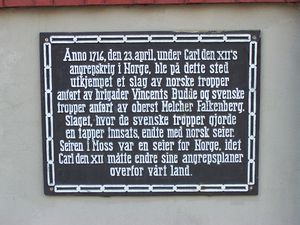 Anno 1716, den 23. april, under Carl den XII's
angrepskrig i Norge, ble på dette sted
utkjempet et slag av norske tropper
anført av brigader Vincents Budde og svenske
tropper anført av oberst Melcher Falkenberg.
Slaget, hvor de svenske tropper gjorde
en tapper innsats, endte med norsk seier.
Seiren i Moss var en seier for Norge, idet
Carl den XII måtte endre sine angrepsplaner
overfor vårt land.